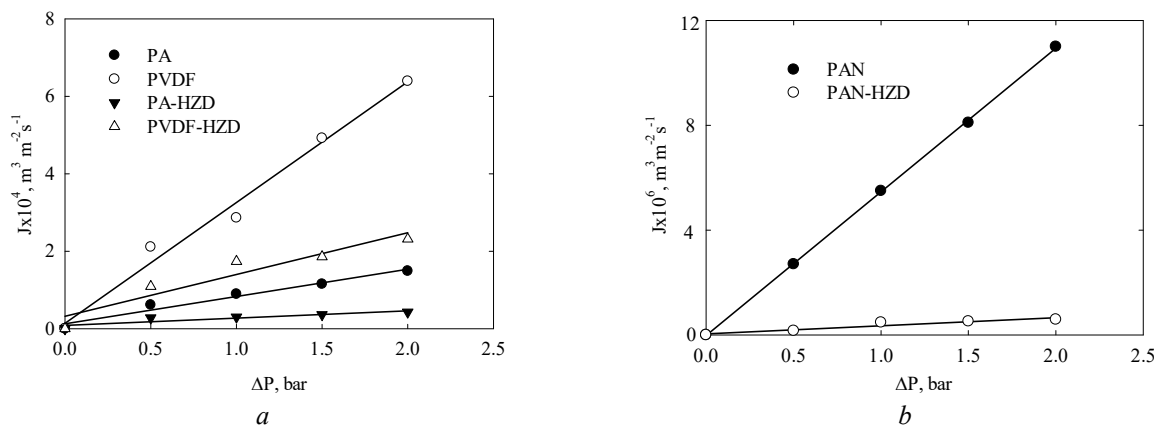 8
6
4
2
0
0.0 0.5 1.0 1.5 2.0 2.5
Jx10⁴, m³ m⁻² s⁻¹
ΔP, bar
PA
PVDF
PA-HZD
PVDF-HZD
a
12
8
4
0
0.0 0.5 1.0 1.5 2.0 2.5
Jx10⁶, m³ m⁻² s⁻¹
ΔP, bar
PAN
PAN-HZD
b